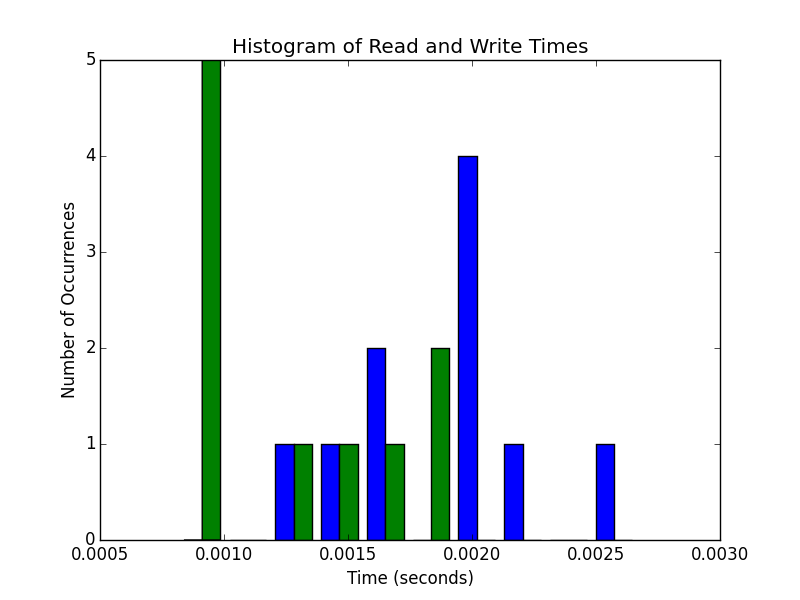 Histogram of Read and Write Times
5
4
3
2
1
0
Number of Occurrences
0.0005 0.0010 0.0015 0.0020 0.0025 0.0030
Time (seconds)